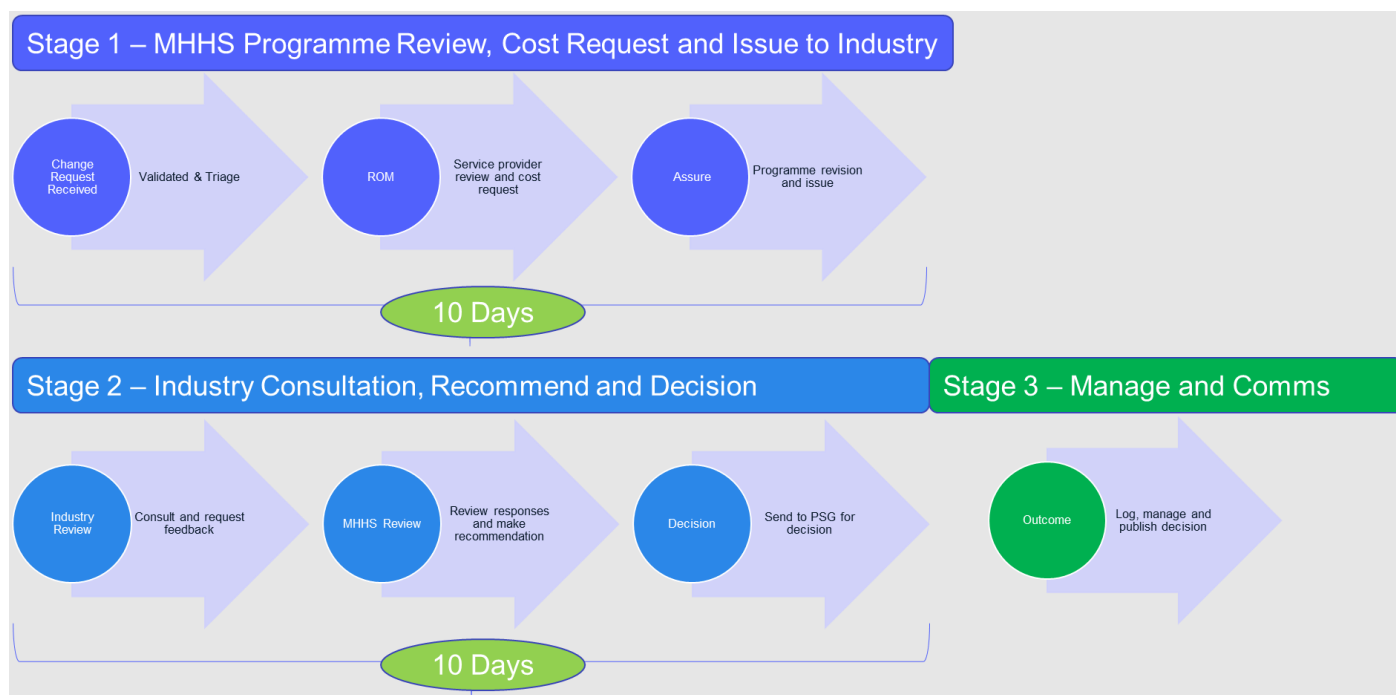 Stage 1 – MHHS Programme Review, Cost Request and Issue to Industry
Change
Request
Received
Validated & Triage
ROM
Service provider
review and cost
request
Assure
Programme revision
and issue
10 Days
Stage 2 – Industry Consultation, Recommend and Decision
Stage 3 – Manage and Comms
Industry
Review
Consult and request
feedback
MHHS Review
Review responses
and make
recommendation
Decision
Send to PSG for
decision
Outcome
Log, manage and
publish decision
10 Days